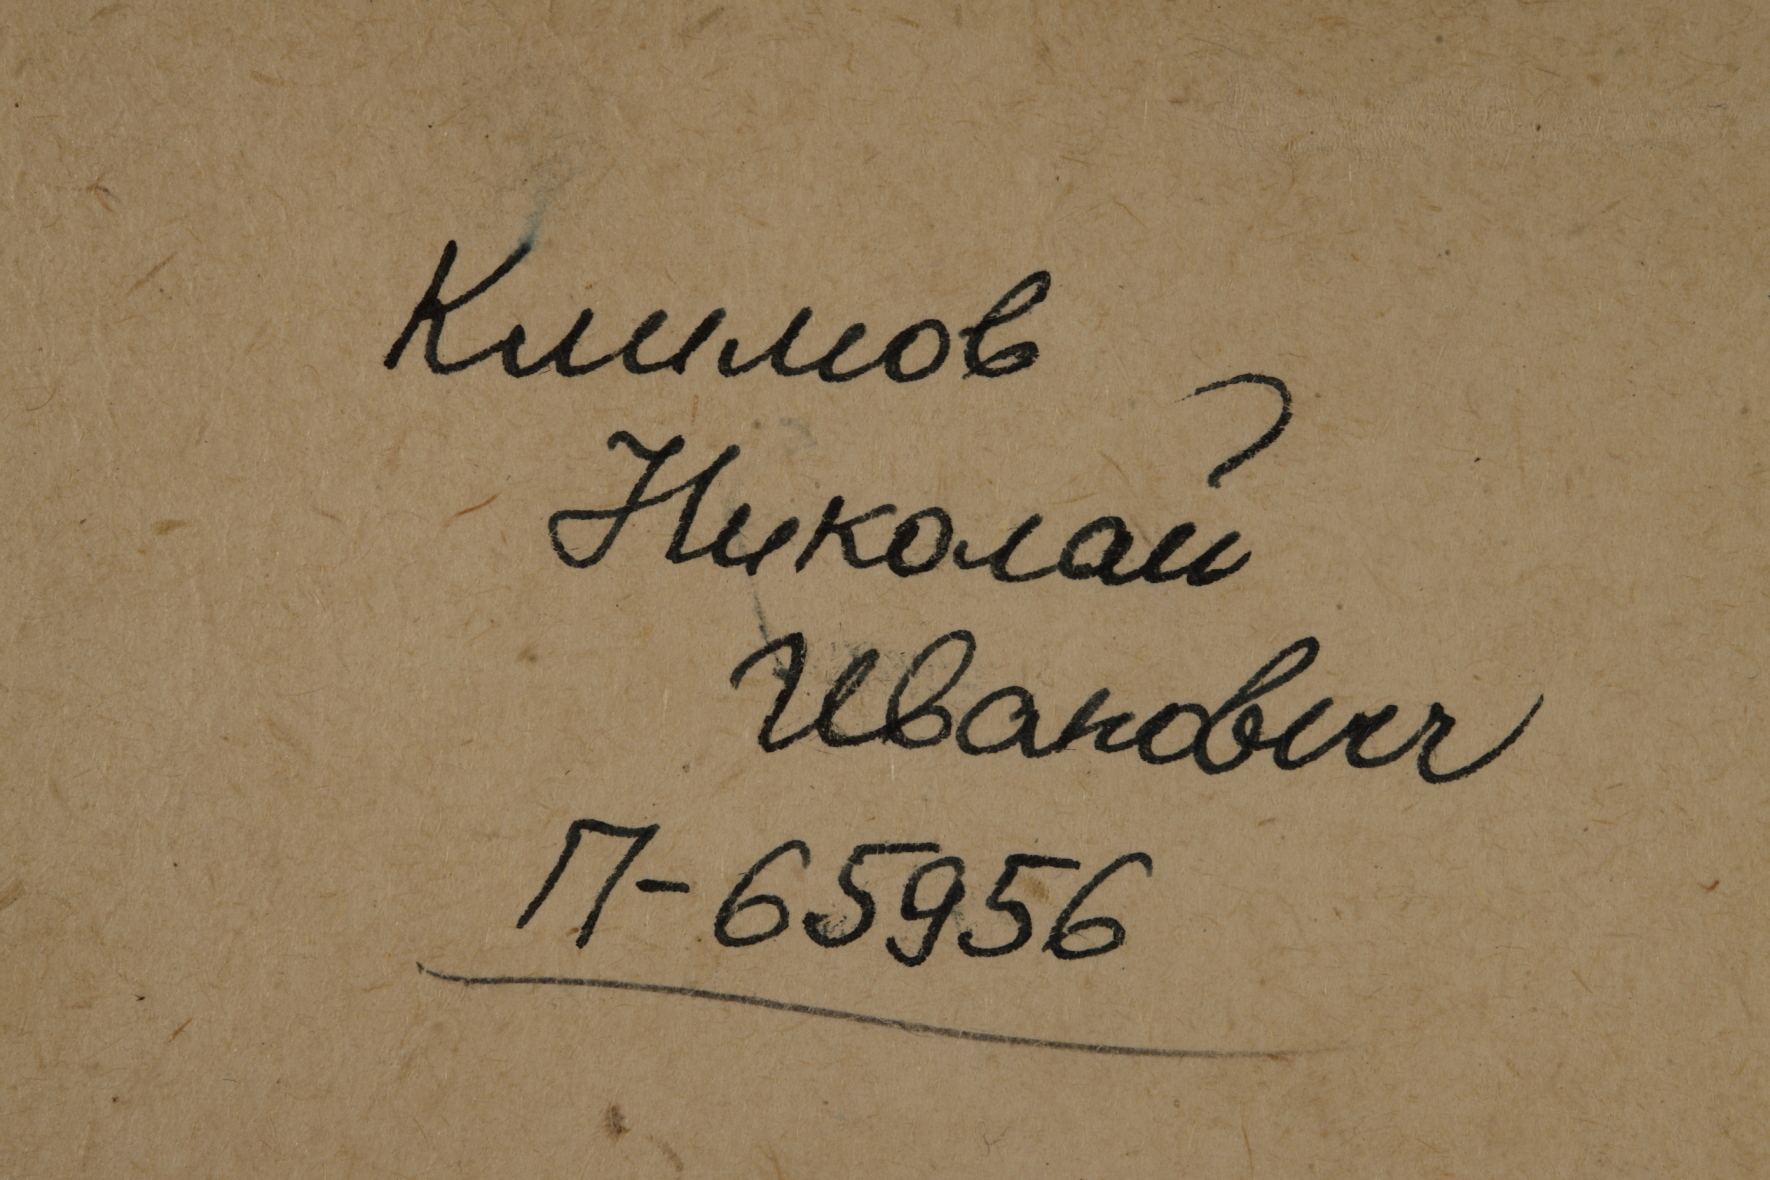 Климов
Николай
Иванович
П-65956